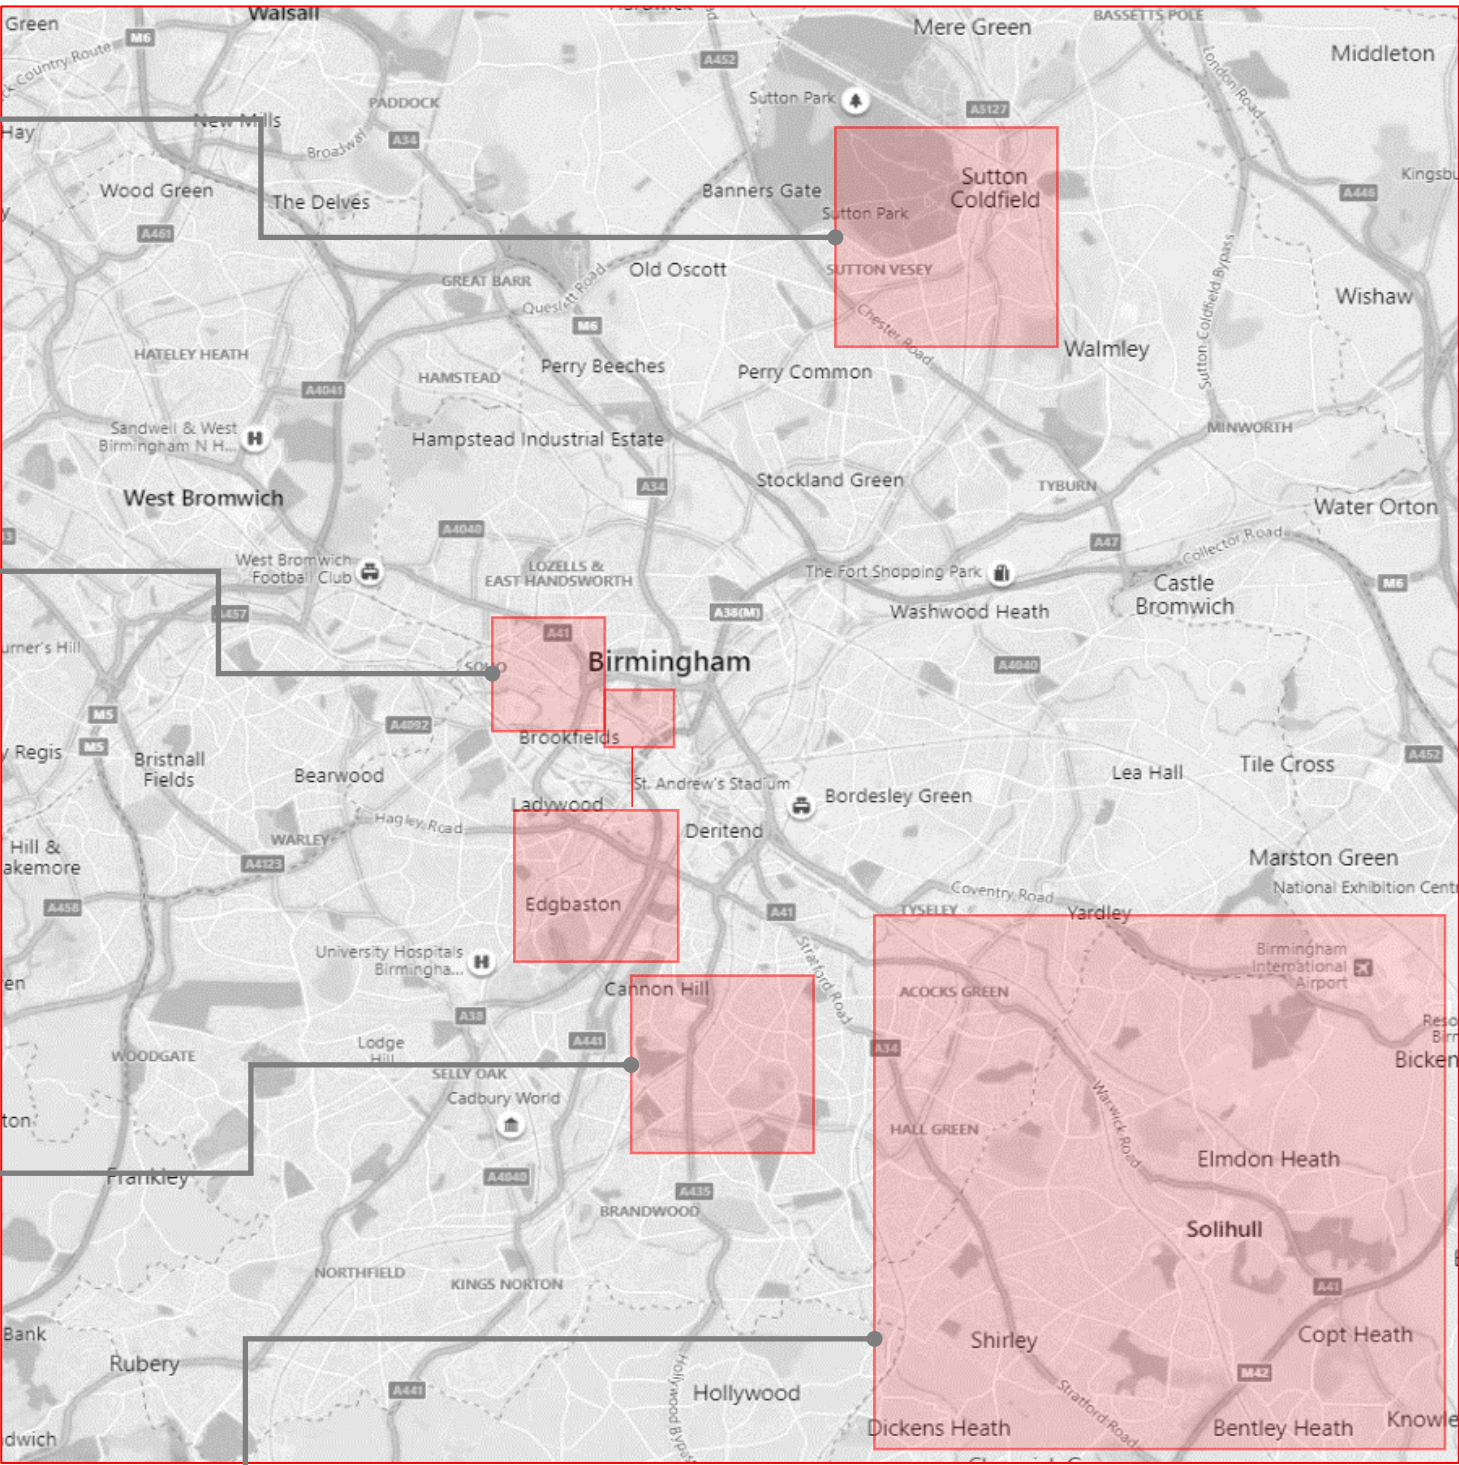 Green
Walsall
Mere Green
BASSETTS POLE
M6
Middleton
Country Route
A452
London Road
Sutton Park
PADDOCK
A5127
New Mills
Hay
Broadway
A34
Wood Green
The Delves
Banners Gate
Sutton
Coldfield
Sutton Park
A446
A461
Old Oscott
SUTTON VESEY
GREAT BARR
Queslett Road
M6
Chester Road
Sutton Coldfield Bypass
Wishaw
HATELEY HEATH
Walmley
HAMSTEAD
Perry Beeches
Perry Common
A4041
Sandwell & West
Birmingham N H...
Hampstead Industrial Estate
MINWORTH
A34
Stockland Green
TYBURN
West Bromwich
Water Orton
A4040
A47
Collector Road
West Bromwich
Football Club
LOZELLS &
EAST HANDSWORTH
The Fort Shopping Park
M6
Castle
Bromwich
A457
A38(M)
Washwood Heath
A41
Birmingham
A4040
M5
A4092
Brookfields
M5
y Regis
Bristnall
Fields
Bearwood
St. Andrew's Stadium
Lea Hall
Tile Cross
A452
Ladywood
Bordesley Green
Hagley Road
Deritend
WARLEY
Hill &
akemore
A4123
Marston Green
National Exhibition Cent
Coventry Road
A458
Edgbaston
A41
TYSELEY
Yardley
University Hospitals
Birmingha...
Stratford Road
Birmingham
International
Airport
Cannon Hill
ACOCKS GREEN
A38
Lodge
Hill
A441
A34
WOODGATE
SELLY OAK
Bicken
Cadbury World
Warwick Road
ton
HALL GREEN
Frankley
A4040
A435
Elmdon Heath
BRANDWOOD
Solihull
NORTHFIELD
KINGS NORTON
A41
Bank
Shirley
Copt Heath
Rubery
M42
A441
Hollywood
Hollywood Bypass
Stratford Road
dwich
Dickens Heath
Bentley Heath
Knowle